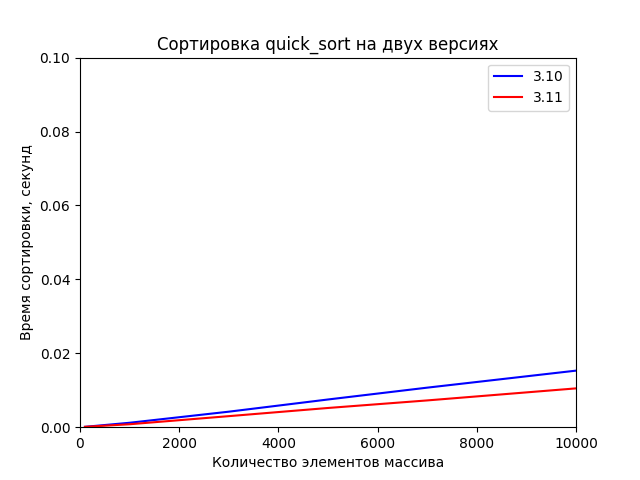 Сортировка quick_sort на двух версиях
0.10
0.08
0.06
0.04
0.02
0.00
Время сортировки, секунд
3.10
3.11
0 2000 4000 6000 8000 10000
Количество элементов массива